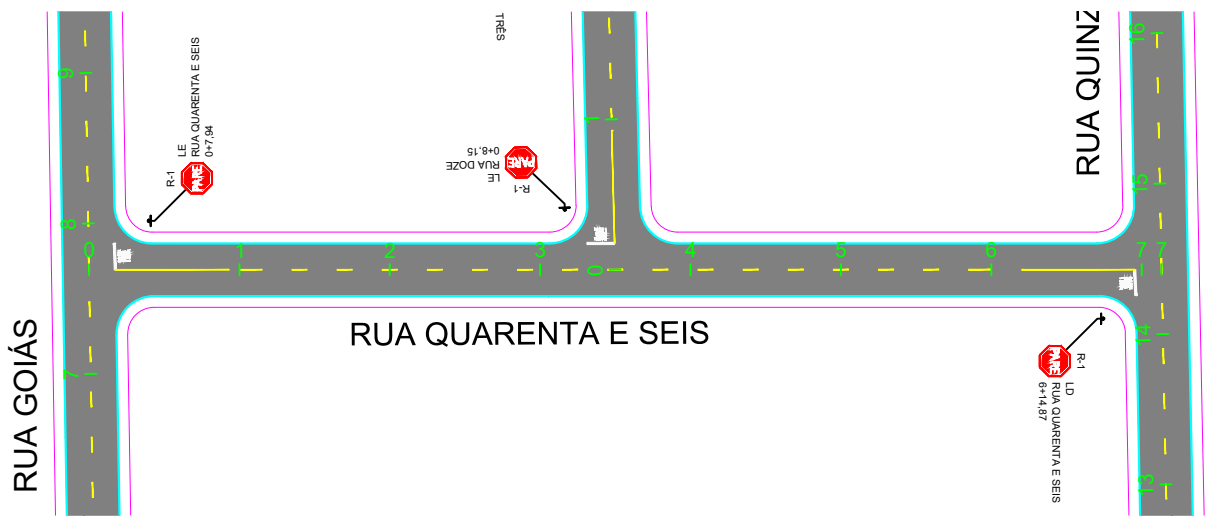 TRÊS
RUA QUINZ
16
9
LE
RUA QUARENTA E SEIS
0+7,94
R-1
PARE
1
LE
RUA DOZE
0+8,15
R-1
PARE
15
8
0
1
2
3
0
4
5
6
7
7
RUA QUARENTA E SEIS
RUA GOIÁS
14
R-1
PARE
LD
RUA QUARENTA E SEIS
6+14,87
7
13